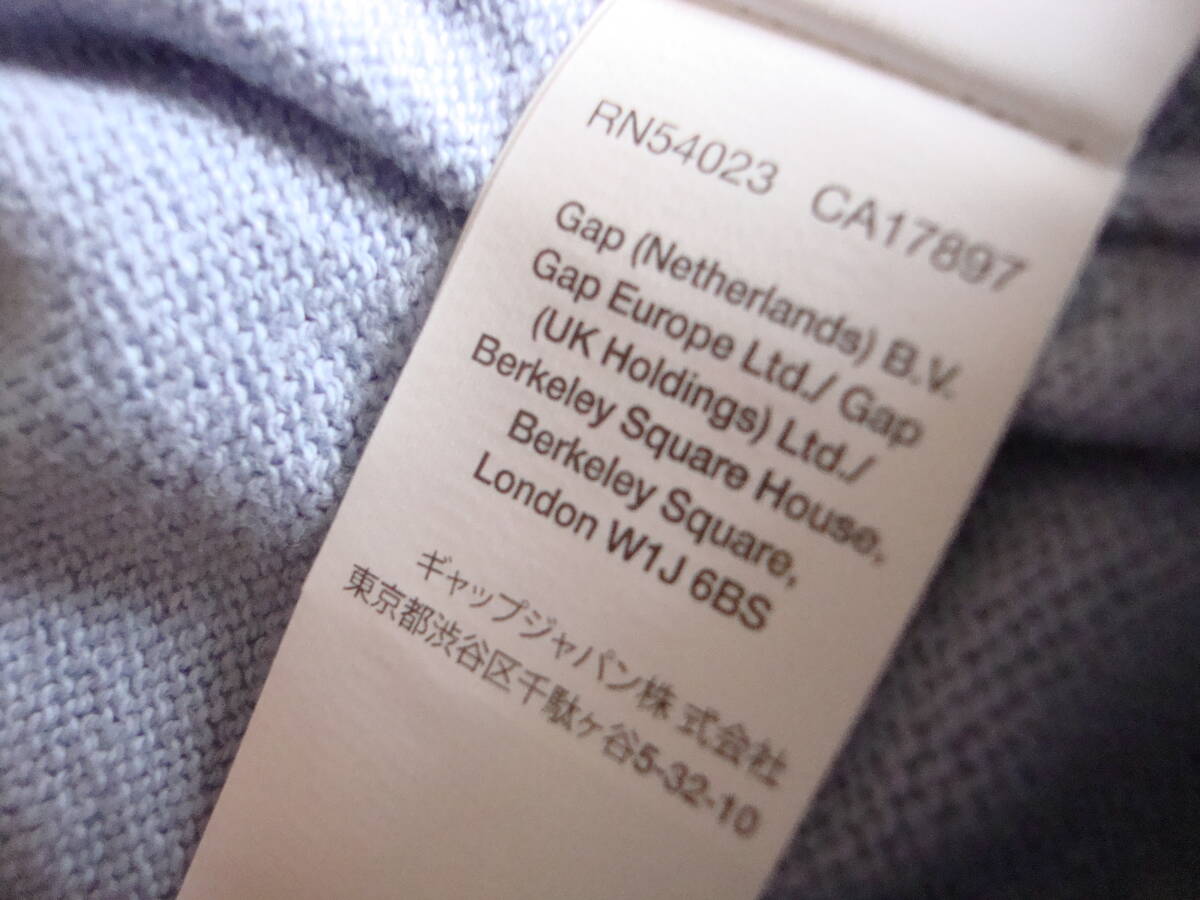 RN54023 CA17897
Gap (Netherlands) B.V.
Gap Europe Ltd./ Gap
(UK Holdings) Ltd./
Berkeley Square House,
Berkeley Square,
London W1J 6BS
ギャップジャパン株式会社
東京都渋谷区千駄ヶ谷5-32-10